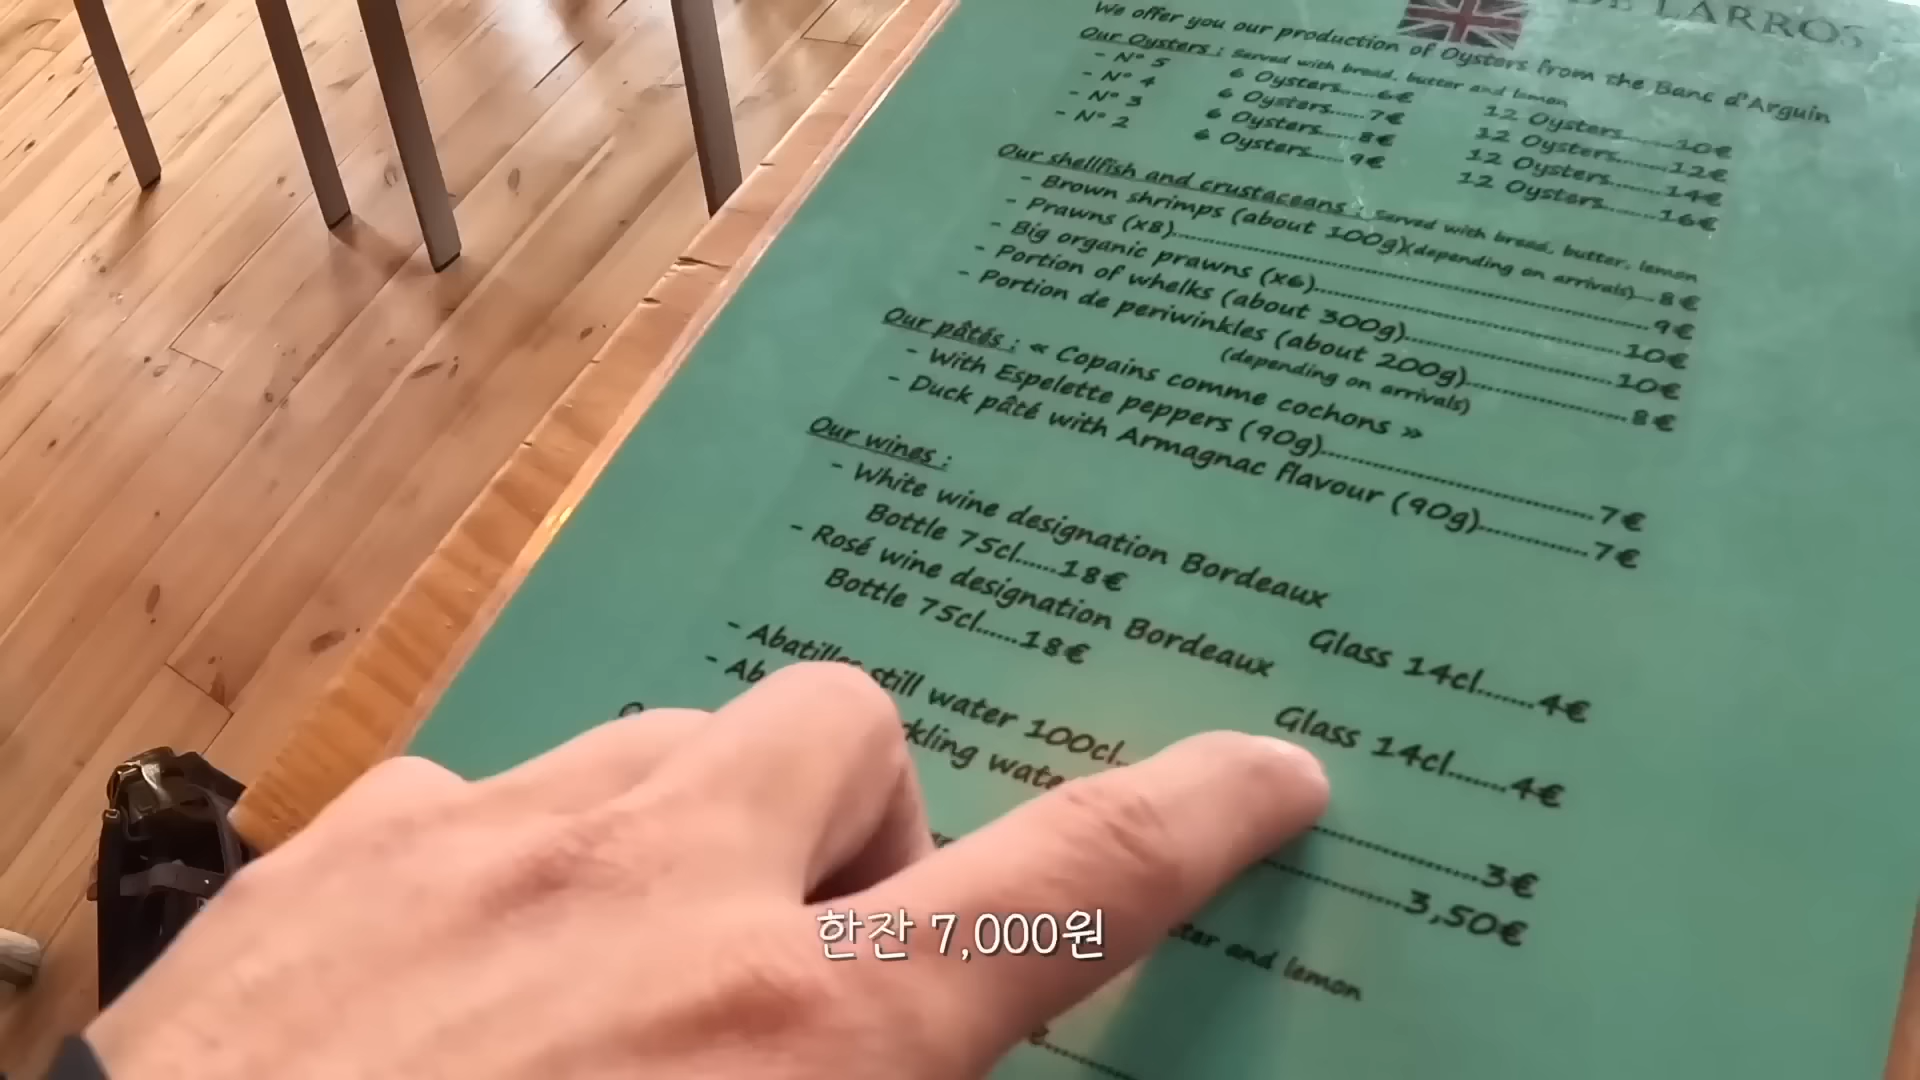 DE LARROS
We offer you our production of Oysters from the Banc d'Arguin
Our Oysters : Served with bread, butter and lemon
- N° 5 6 Oysters......6€ 12 Oysters........10€
- N° 4 6 Oysters......7€ 12 Oysters........12€
- N° 3 6 Oysters......8€ 12 Oysters........14€
- N° 2 6 Oysters......9€ 12 Oysters........16€
Our shellfish and crustaceans : Served with bread, butter, lemon
- Brown shrimps (about 100g)(depending on arrivals)...8€
- Prawns (x8)..................9€
- Big organic prawns (x6)..................10€
- Portion of whelks (about 300g)..................10€
- Portion de periwinkles (about 200g)..................8€
(depending on arrivals)
Our pâtés : « Copains comme cochons »
- With Espelette peppers (90g)..................7€
- Duck pâté with Armagnac flavour (90g)............7€
Our wines :
- White wine designation Bordeaux
Bottle 75cl......18€ Glass 14cl......4€
- Rosé wine designation Bordeaux
Bottle 75cl......18€ Glass 14cl......4€
- Abatilles still water 100cl..................3€
..................3,50€
and lemon
한잔 7,000원